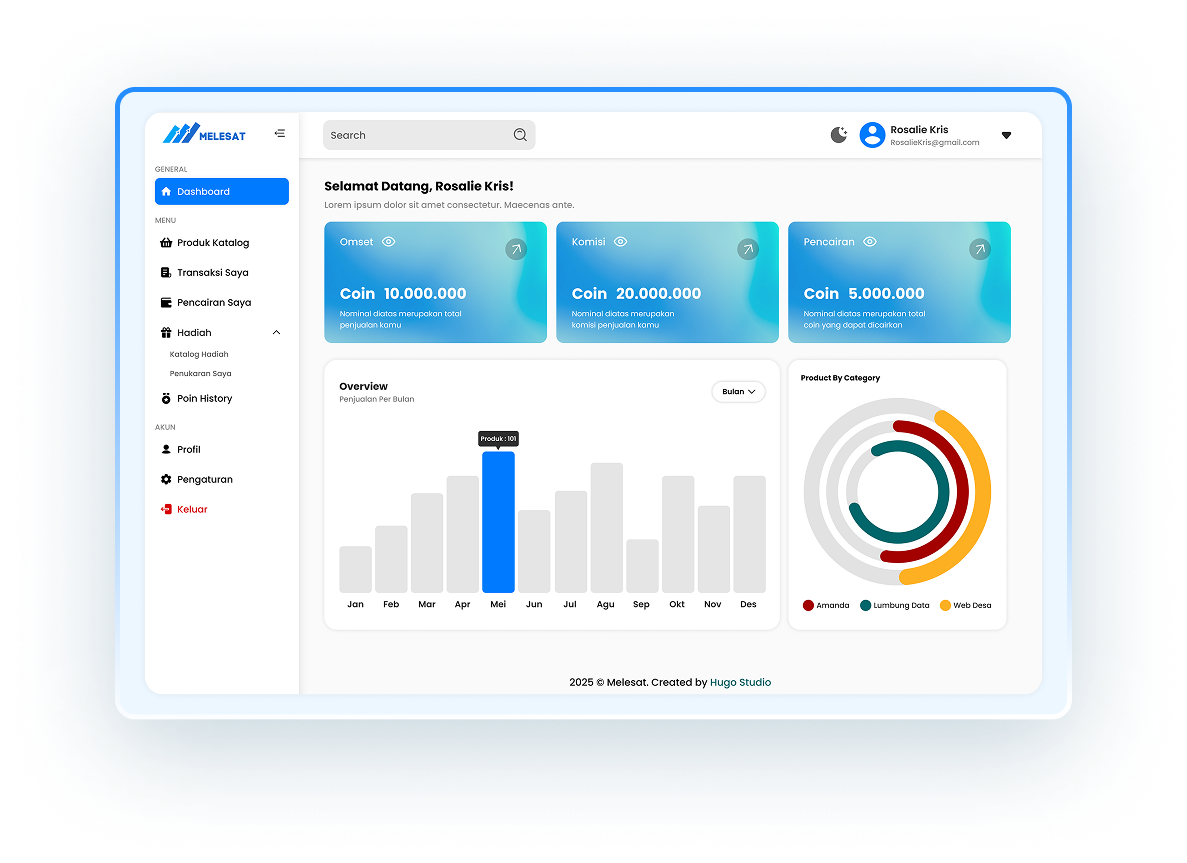 MELESAT
Search
Rosalie Kris
RosalieKris@gmail.com
GENERAL
Dashboard
MENU
Produk Katalog
Transaksi Saya
Pencairan Saya
Hadiah
Katalog Hadiah
Penukaran Saya
Poin History
AKUN
Profil
Pengaturan
Keluar
Selamat Datang, Rosalie Kris!
Lorem ipsum dolor sit amet consectetur. Maecenas ante.
Omset
Coin 10.000.000
Nominal diatas merupakan total
penjualan kamu
Komisi
Coin 20.000.000
Nominal diatas merupakan
komisi penjualan kamu
Pencairan
Coin 5.000.000
Nominal diatas merupakan total
coin yang dapat dicairkan
Overview
Penjualan Per Bulan
Bulan
Produk : 101
Jan Feb Mar Apr Mei Jun Jul Agu Sep Okt Nov Des
Product By Category
Amanda Lumbung Data Web Desa
2025 © Melesat. Created by Hugo Studio